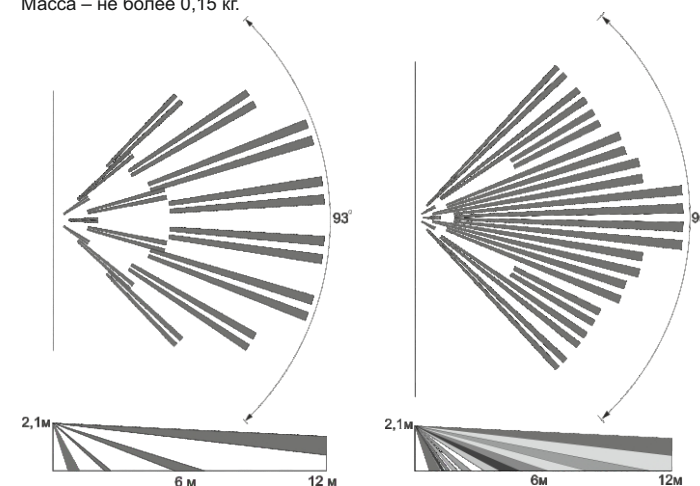 Масса – не более 0,15 кг.
93°
2,1м
6 м
12 м
2,1м
6м
12м